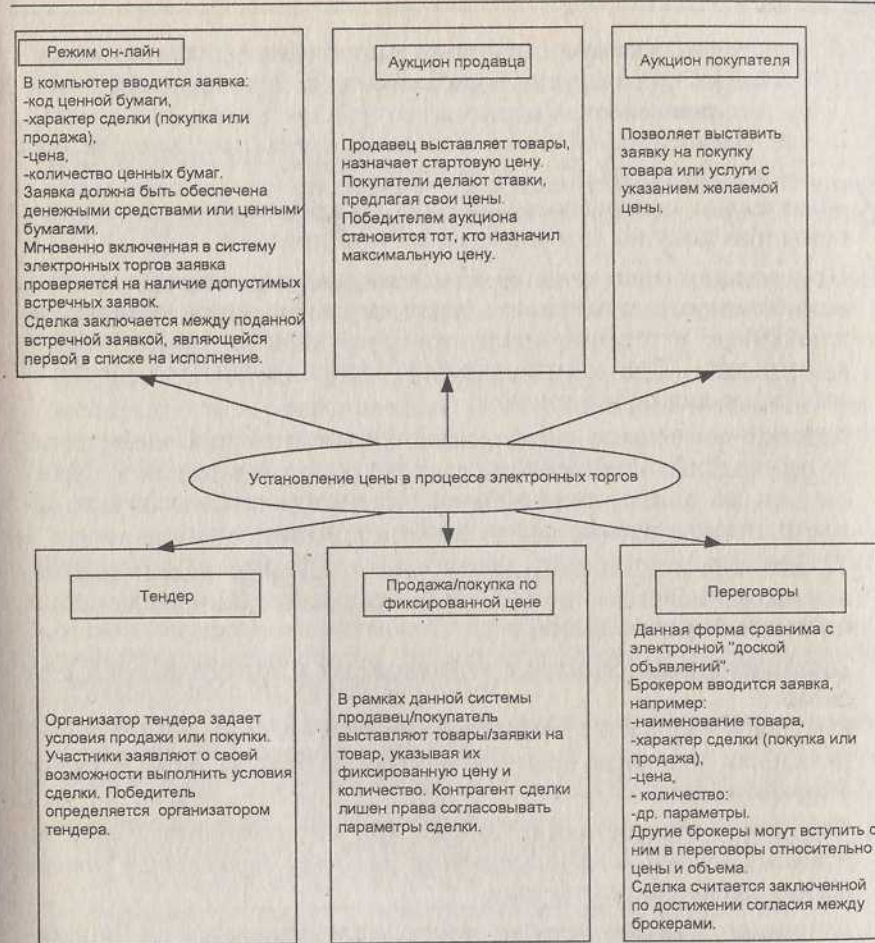 Режим он-лайн
В компьютер вводится заявка:
-код ценной бумаги,
-характер сделки (покупка или
продажа),
-цена,
-количество ценных бумаг.
Заявка должна быть обеспечена
денежными средствами или ценными
бумагами.
Мгновенно включенная в систему
электронных торгов заявка
проверяется на наличие допустимых
встречных заявок.
Сделка заключается между поданной
встречной заявкой, являющейся
первой в списке на исполнение.
Аукцион продавца
Продавец выставляет товары,
назначает стартовую цену.
Покупатели делают ставки,
предлагая свои цены.
Победителем аукциона
становится тот, кто назначил
максимальную цену.
Аукцион покупателя
Позволяет выставить
заявку на покупку
товара или услуги с
указанием желаемой
цены.
Установление цены в процессе электронных торгов
Тендер
Организатор тендера задает
условия продажи или покупки.
Участники заявляют о своей
возможности выполнить условия
сделки. Победитель
определяется организатором
тендера.
Продажа/покупка по
фиксированной цене
В рамках данной системы
продавец/покупатель
выставляют товары/заявки на
товар, указывая их
фиксированную цену и
количество. Контрагент сделки
лишен права согласовывать
параметры сделки.
Переговоры
Данная форма сравнима с
электронной "доской
объявлений".
Брокером вводится заявка,
например:
-наименование товара,
-характер сделки (покупка или
продажа),
-цена,
- количество:
-др. параметры.
Другие брокеры могут вступить с
ним в переговоры относительно
цены и объема.
Сделка считается заключенной
по достижении согласия между
брокерами.